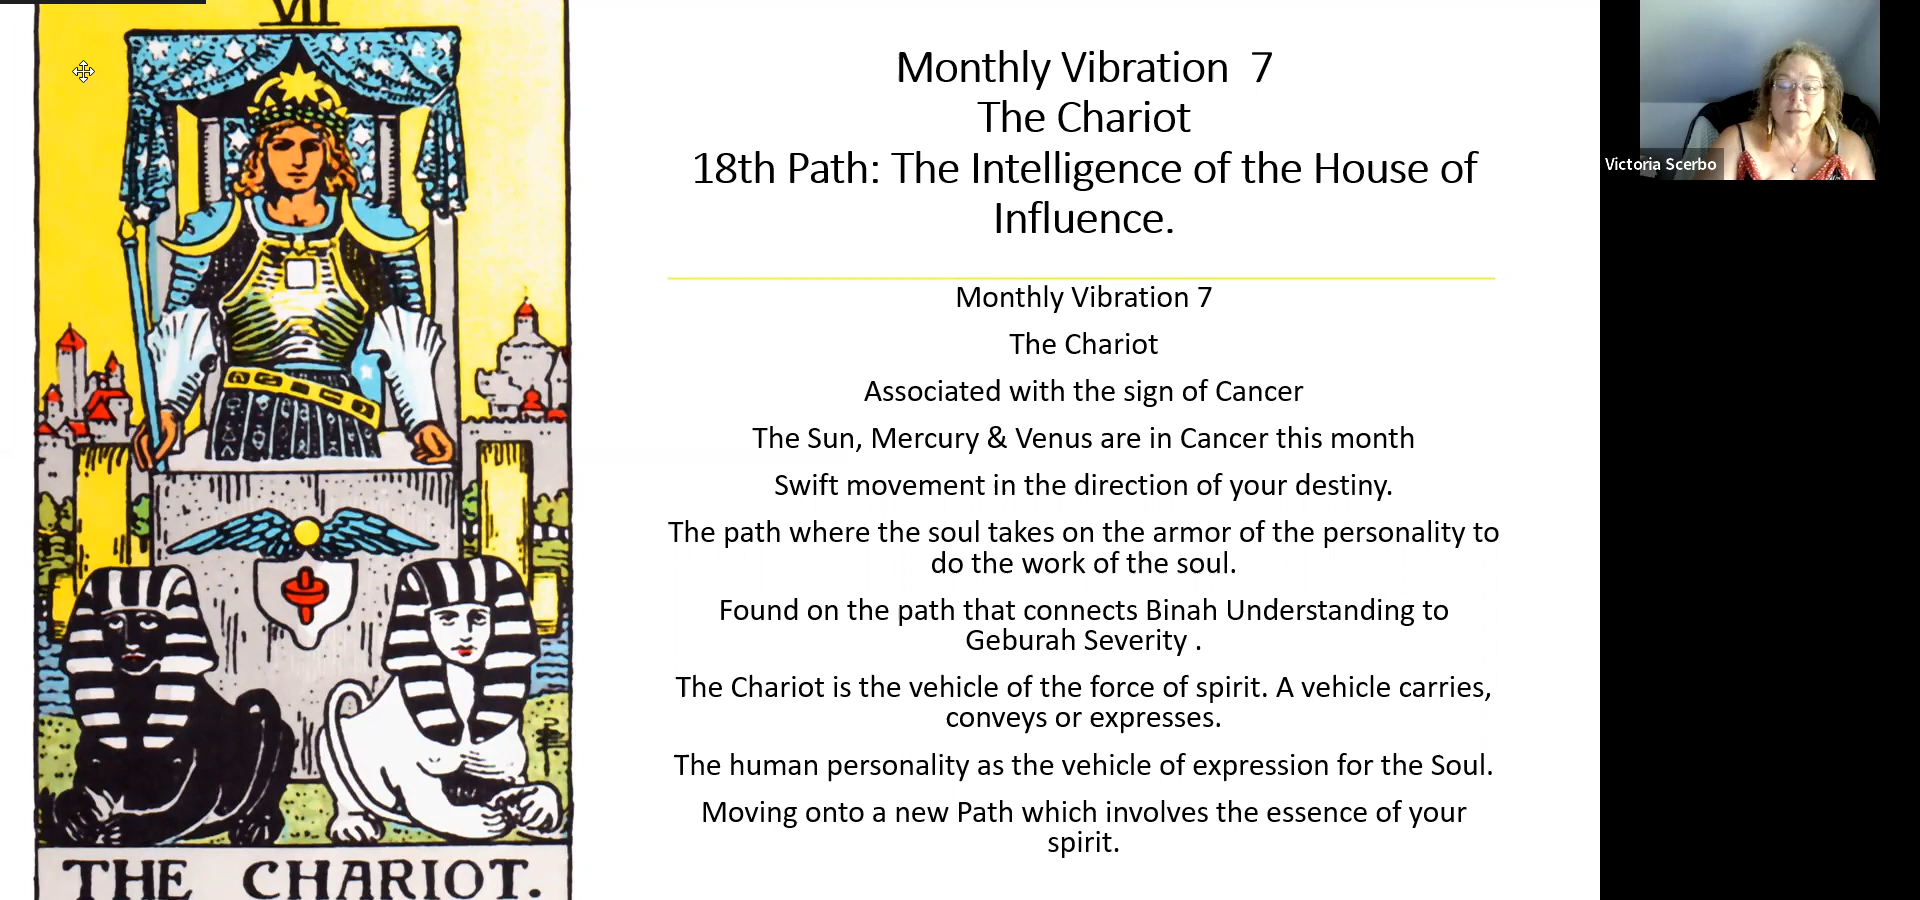 VII
THE CHARIOT.
Monthly Vibration 7
The Chariot
18th Path: The Intelligence of the House of
Influence.
Monthly Vibration 7
The Chariot
Associated with the sign of Cancer
The Sun, Mercury & Venus are in Cancer this month
Swift movement in the direction of your destiny.
The path where the soul takes on the armor of the personality to
do the work of the soul.
Found on the path that connects Binah Understanding to
Geburah Severity .
The Chariot is the vehicle of the force of spirit. A vehicle carries,
conveys or expresses.
The human personality as the vehicle of expression for the Soul.
Moving onto a new Path which involves the essence of your
spirit.
Victoria Scerbo